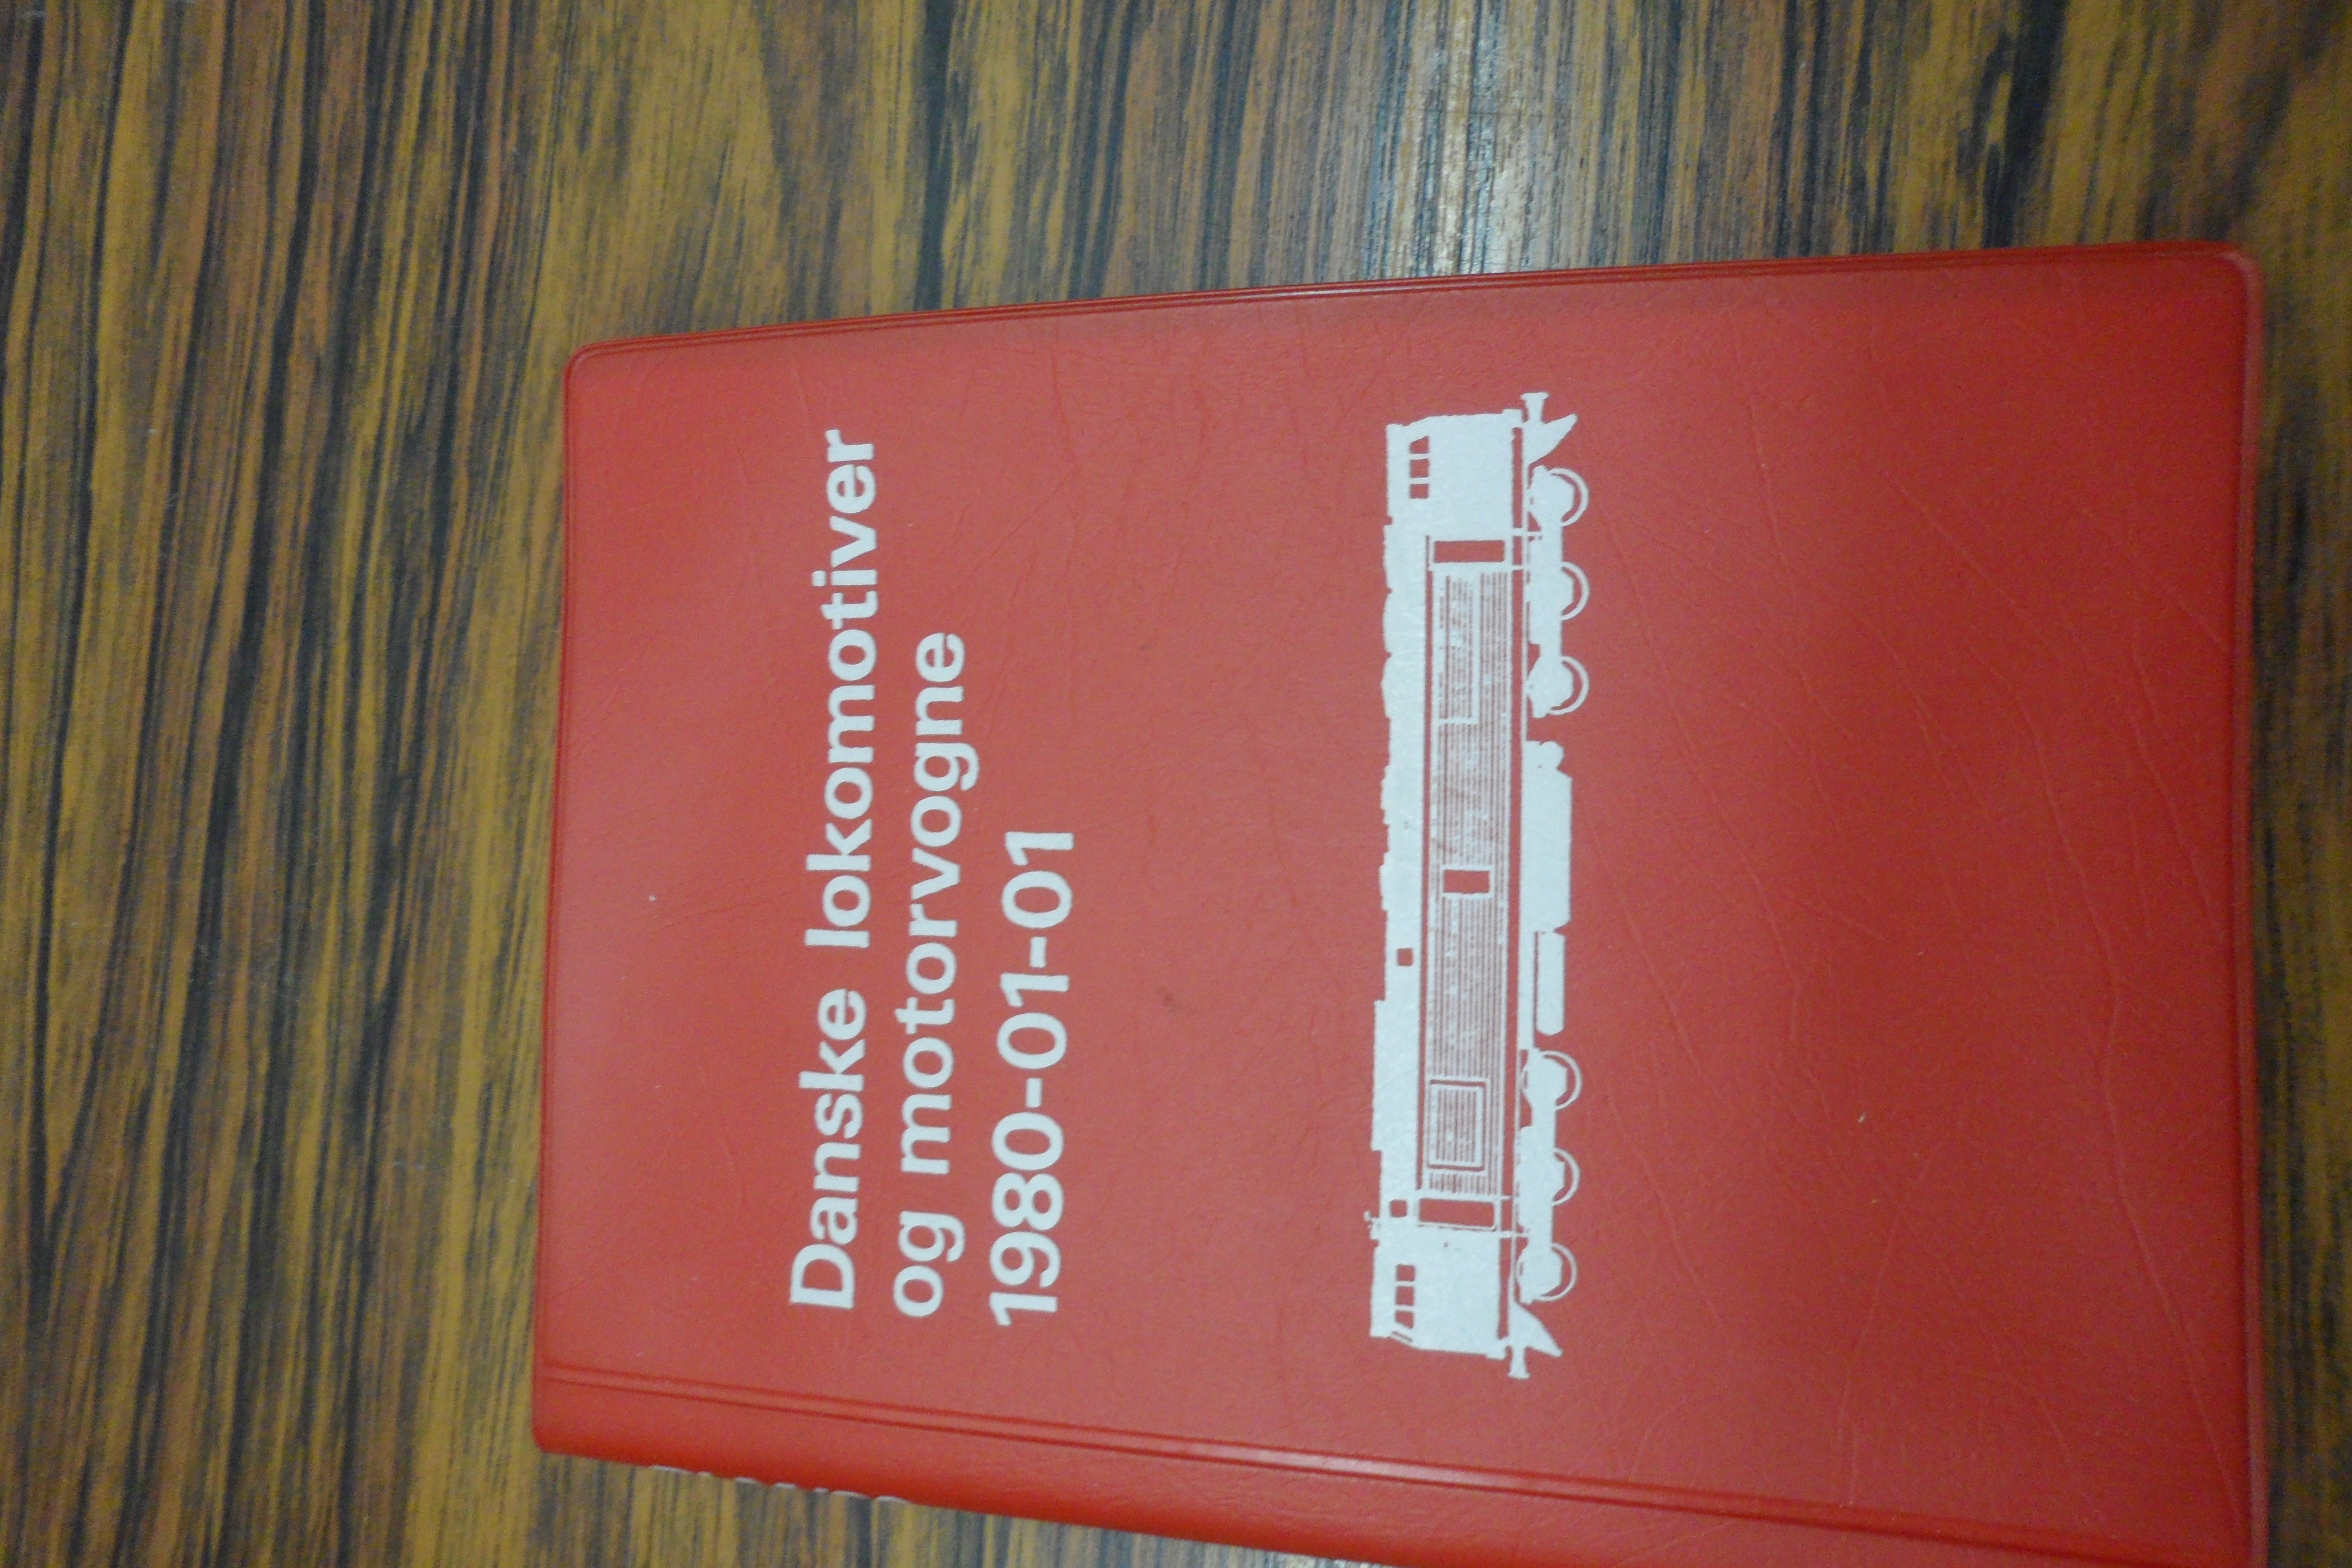 Danske lokomotiver
og motorvogne
1980-01-01